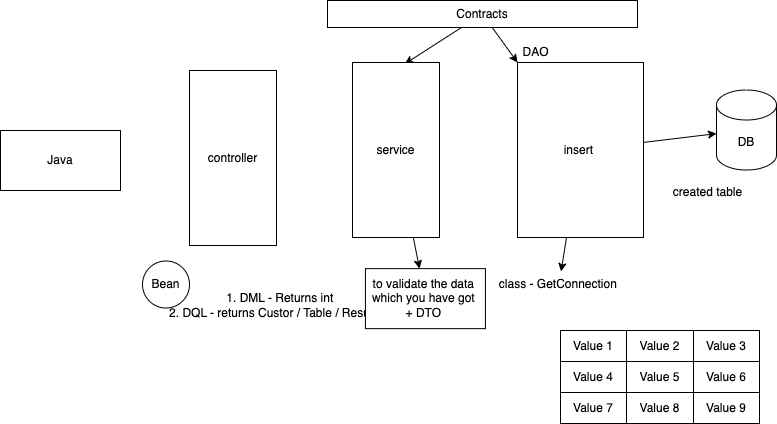 Contracts
DAO
Java
controller
service
insert
DB
created table
Bean
1. DML - Returns int
2. DQL - returns Custor / Table /
to validate the data
which you have got
+ DTO
class - GetConnection
Value 1 Value 2 Value 3
Value 4 Value 5 Value 6
Value 7 Value 8 Value 9